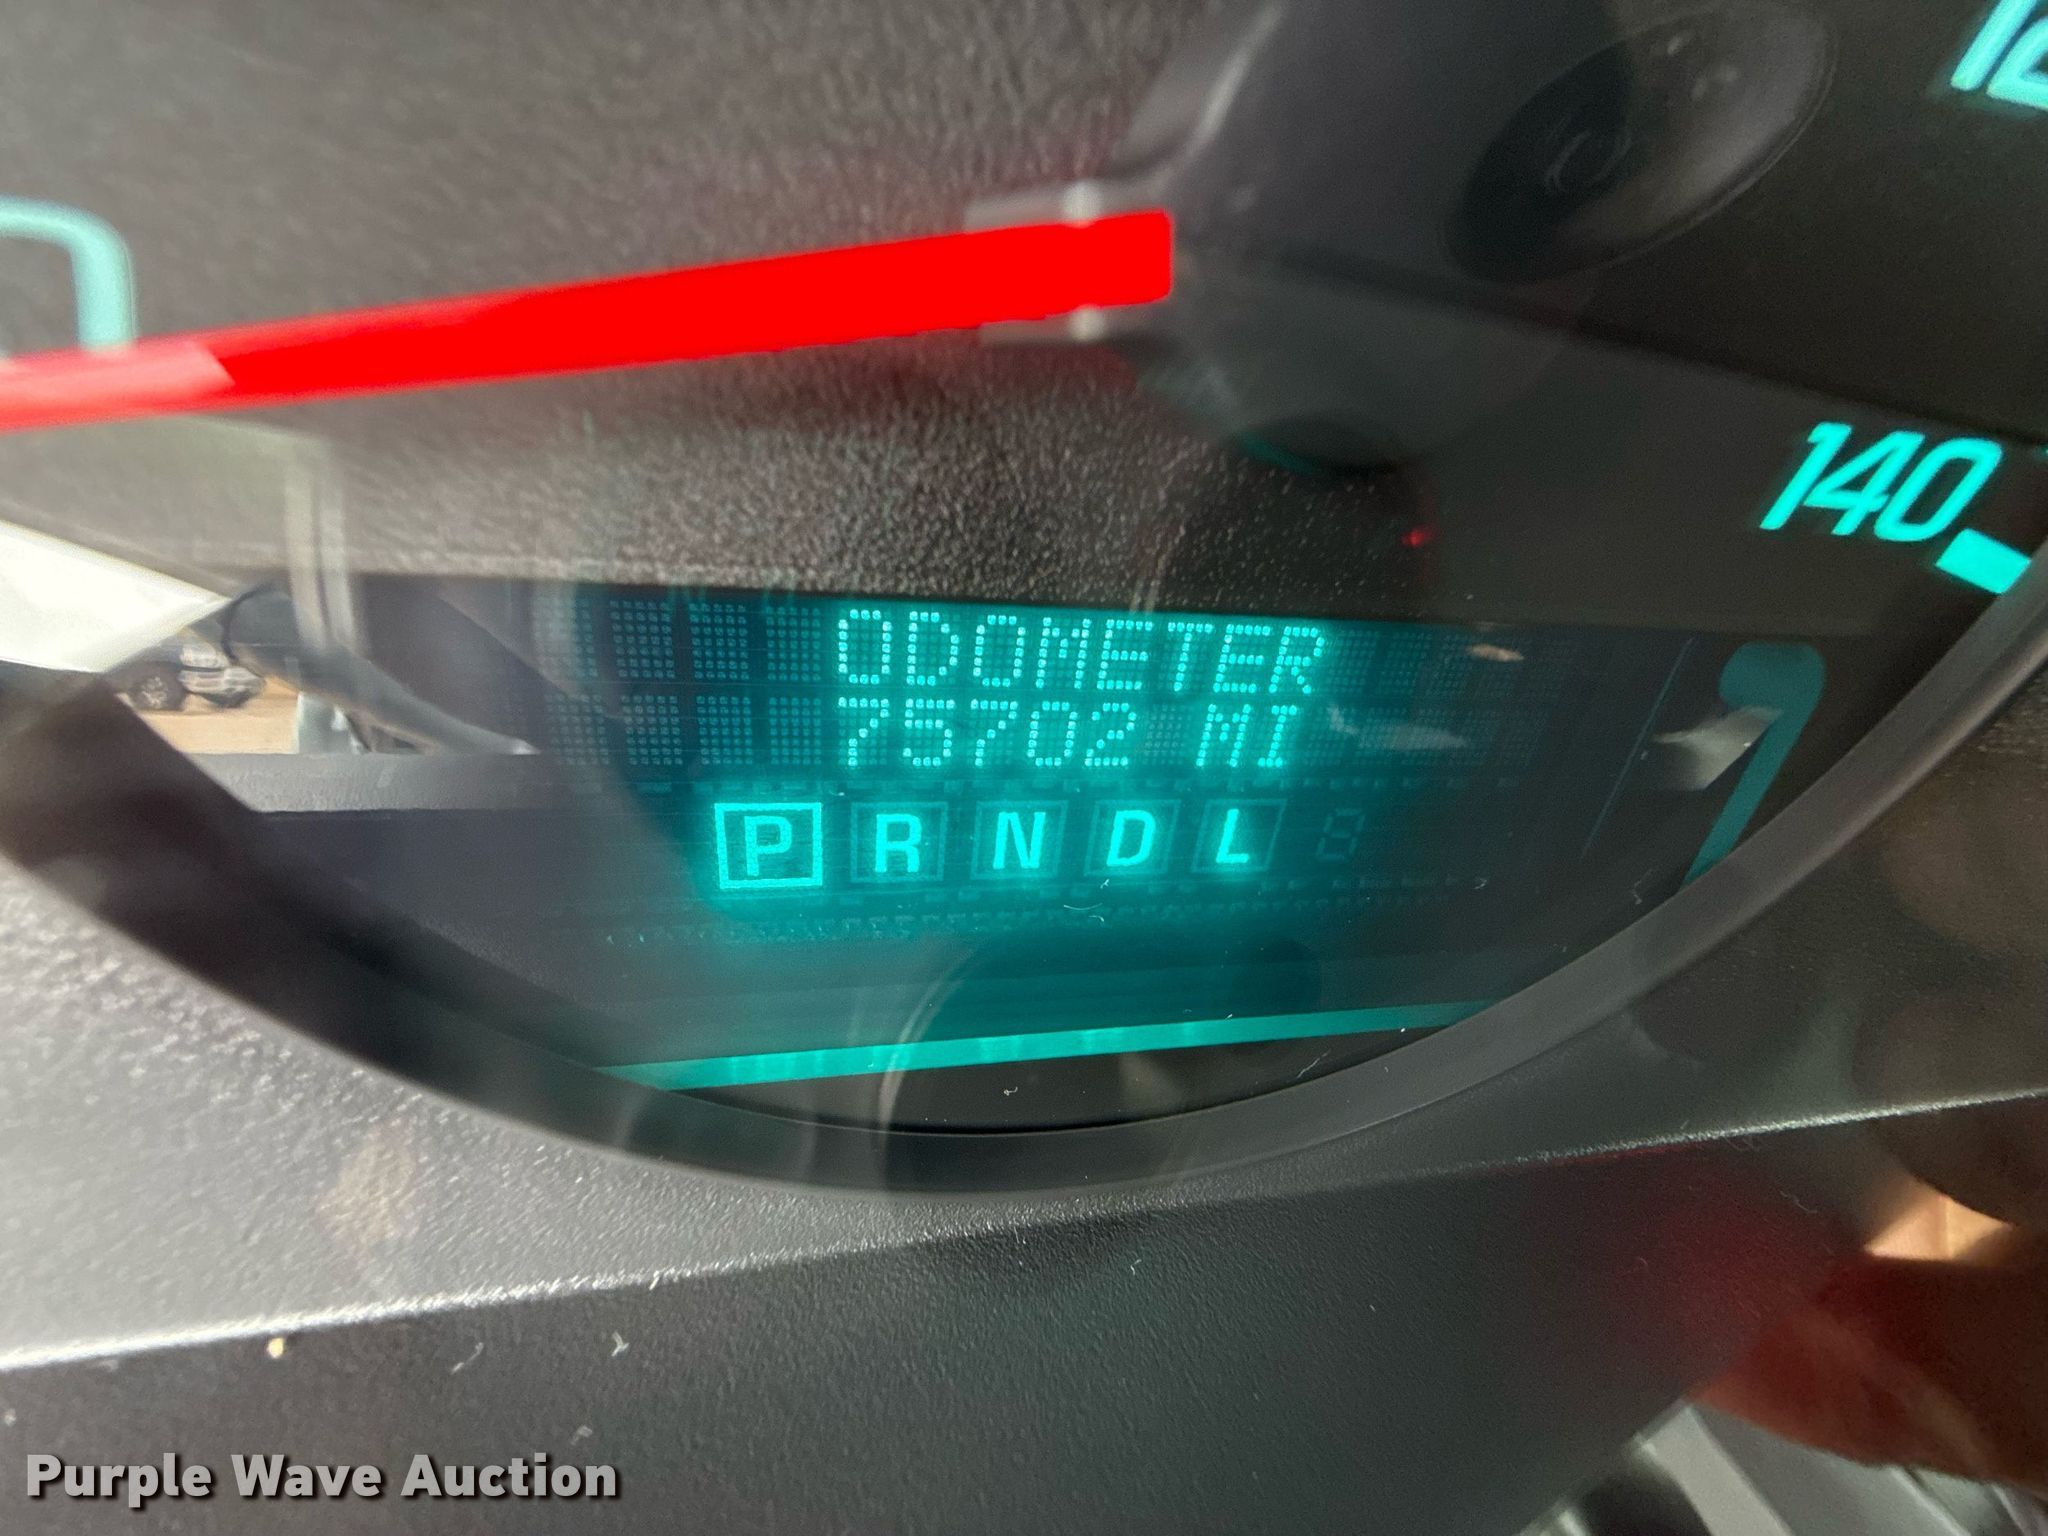 140
ODOMETER
75702 MI
P R N D L
Purple Wave Auction